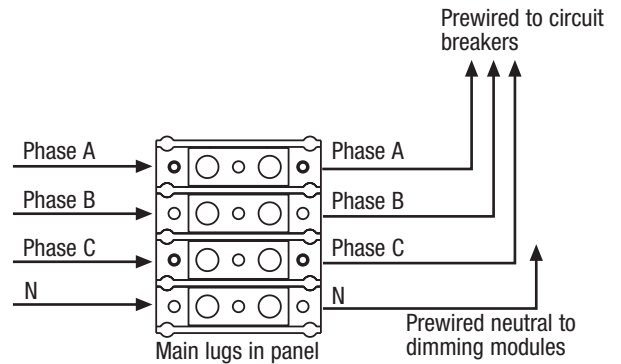 Prewired to circuit
breakers
Phase A
Phase A
Phase B
Phase B
Phase C
Phase C
N
N
Prewired neutral to
dimming modules
Main lugs in panel